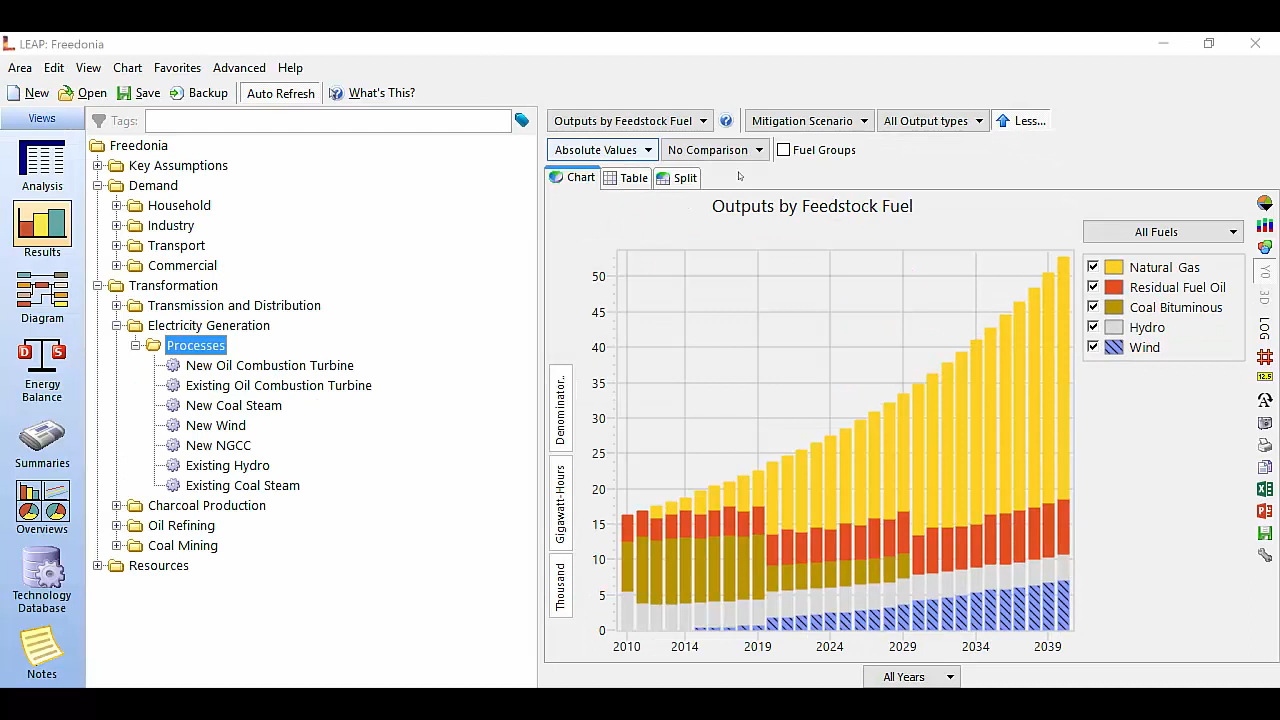 LEAP: Freedonia
Area Edit View Chart Favorites Advanced Help
New Open Save Backup Auto Refresh What's This?
Views
Analysis
Results
Diagram
Energy
Balance
Summaries
Overviews
Technology
Database
Notes
Tags:
Freedonia
Key Assumptions
Demand
Household
Industry
Transport
Commercial
Transformation
Transmission and Distribution
Electricity Generation
Processes
New Oil Combustion Turbine
Existing Oil Combustion Turbine
New Coal Steam
New Wind
New NGCC
Existing Hydro
Existing Coal Steam
Charcoal Production
Oil Refining
Coal Mining
Resources
Outputs by Feedstock Fuel Mitigation Scenario All Output types Less...
Absolute Values No Comparison Fuel Groups
Chart Table Split
Outputs by Feedstock Fuel
Denominator..
Gigawatt-Hours
Thousand
50
45
40
35
30
25
20
15
10
5
0
2010 2014 2019 2024 2029 2034 2039
All Years
All Fuels
Natural Gas
Residual Fuel Oil
Coal Bituminous
Hydro
Wind
YO
3D
LOG
12.5